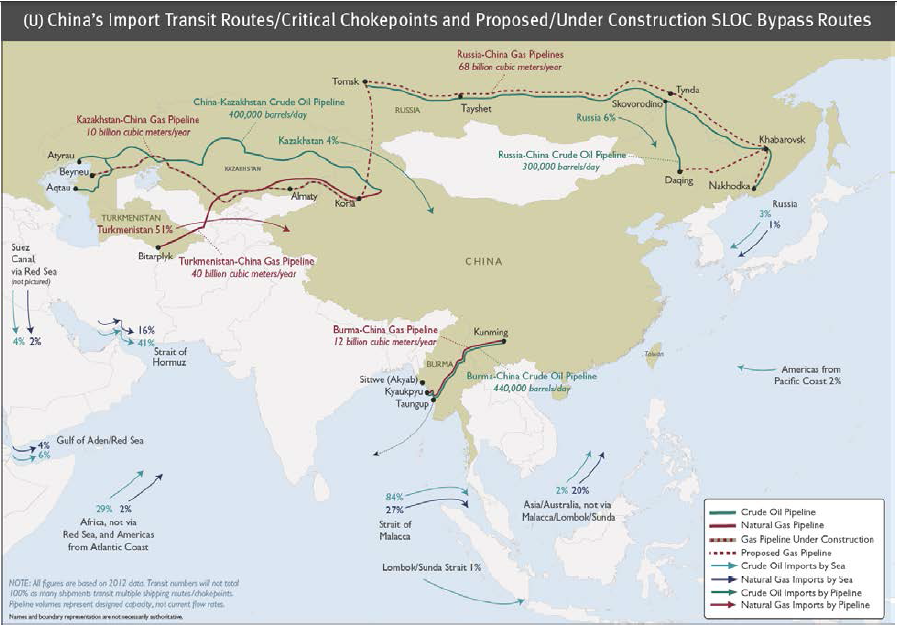 (U) China's Import Transit Routes/Critical Chokepoints and Proposed/Under Construction SLOC Bypass Routes
Russia-China Gas Pipelines
68 billion cubic meters/year
Tomsk
Tynda
RUSSIA
Tayshet
Skovorodino
China-Kazakhstan Crude Oil Pipeline
400,000 barrels/day
Russia 6%
Kazakhstan-China Gas Pipeline
10 billion cubic meters/year
Kazakhstan 4%
Khabarovsk
Atyrau
Russia-China Crude Oil Pipeline
300,000 barrels/day
Beyneu
KAZAKHSTAN
Daqing
Aqtau
Almaty
Korla
Nakhodka
TURKMENISTAN
Turkmenistan 51%
Russia
3%
1%
Suez
Canal,
via Red Sea
(not pictured)
Bitarplyk
Turkmenistan-China Gas Pipeline
40 billion cubic meters/year
CHINA
4% 2%
16%
41%
Strait of
Hormuz
Burma-China Gas Pipeline
12 billion cubic meters/year
Kunming
Taiwan
BURMA
Burma-China Crude Oil Pipeline
440,000 barrels/day
Americas from
Pacific Coast 2%
Sittwe (Akyab)
Kyaukpyu
Taungup
4%
6%
Gulf of Aden/Red Sea
29% 2%
Africa, not via
Red Sea, and Americas
from Atlantic Coast
84%
27%
Strait of
Malacca
2% 20%
Asia/Australia, not via
Malacca/Lombok/Sunda
Lombok/Sunda Strait 1%
Crude Oil Pipeline
Natural Gas Pipeline
Gas Pipeline Under Construction
Proposed Gas Pipeline
Crude Oil Imports by Sea
Natural Gas Imports by Sea
Crude Oil Imports by Pipeline
Natural Gas Imports by Pipeline
NOTE: All figures are based on 2012 data. Transit numbers will not total
100% as many shipments transit multiple shipping routes/chokepoints.
Pipeline volumes represent designed capacity, not current flow rates.
Names and boundary representation are not necessarily authoritative.